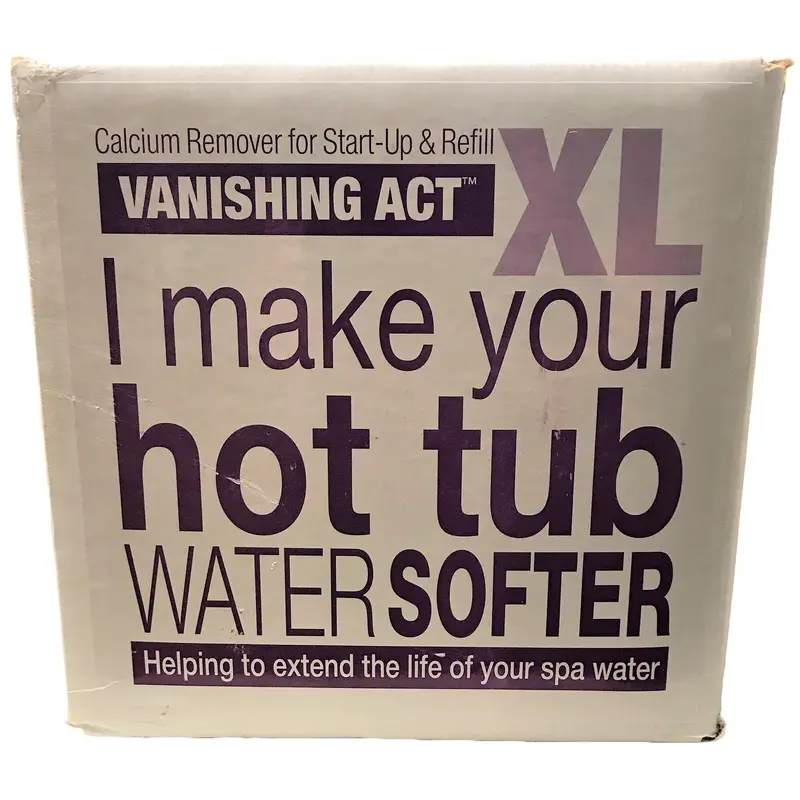 Calcium Remover for Start-Up & Refill
VANISHING ACT™
XL
I make your
hot tub
WATER SOFTER
Helping to extend the life of your spa water